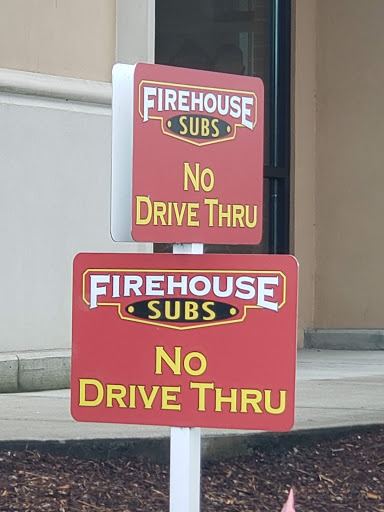 FIREHOUSE
SUBS
NO
DRIVE THRU
FIREHOUSE
SUBS
NO
DRIVE THRU